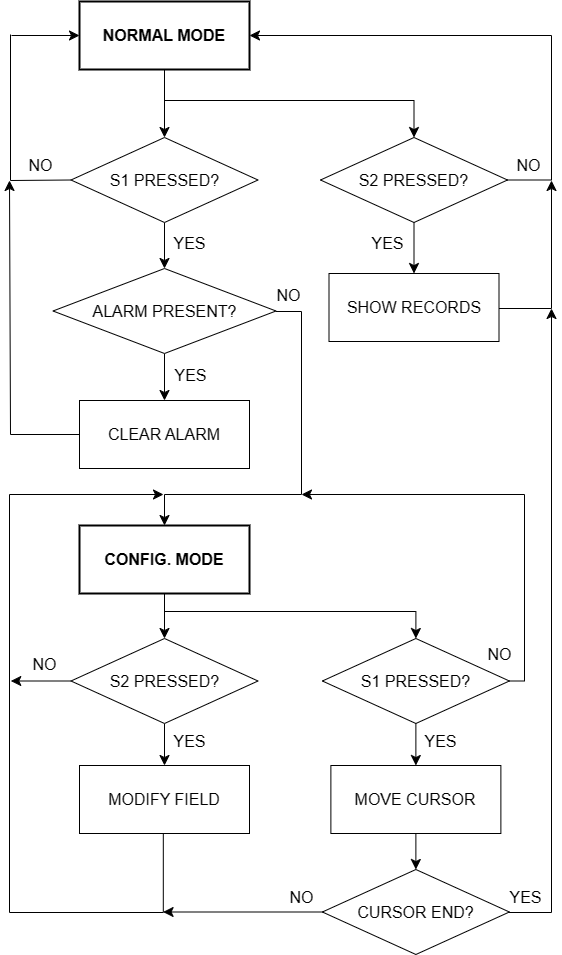 NORMAL MODE
NO
S1 PRESSED?
S2 PRESSED?
NO
YES
YES
ALARM PRESENT?
NO
SHOW RECORDS
YES
CLEAR ALARM
CONFIG. MODE
NO
S2 PRESSED?
S1 PRESSED?
NO
YES
YES
MODIFY FIELD
MOVE CURSOR
NO
CURSOR END?
YES